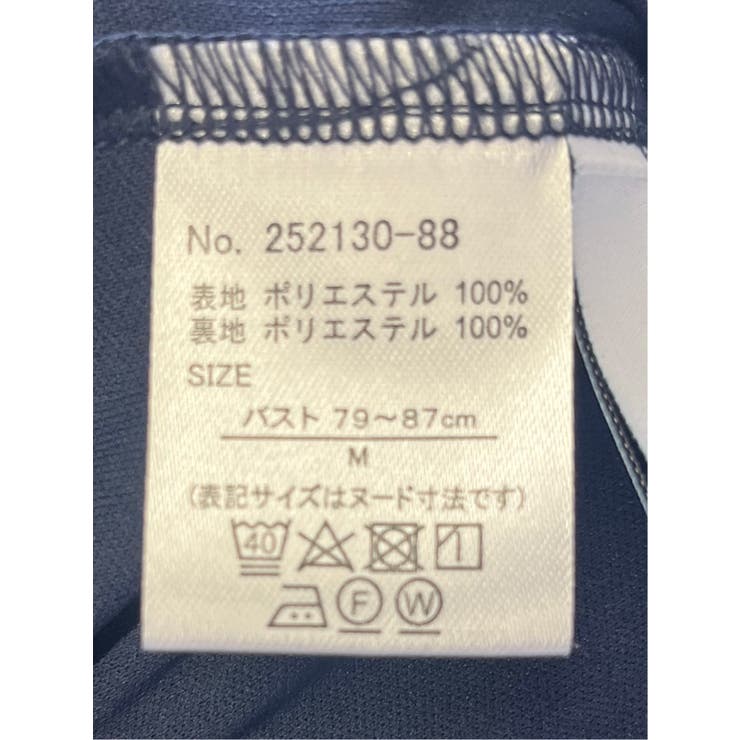 No. 252130-88
表地 ポリエステル 100%
裏地 ポリエステル 100%
SIZE
バスト 79～87cm
M
(表記サイズはヌード寸法です)
40
F W